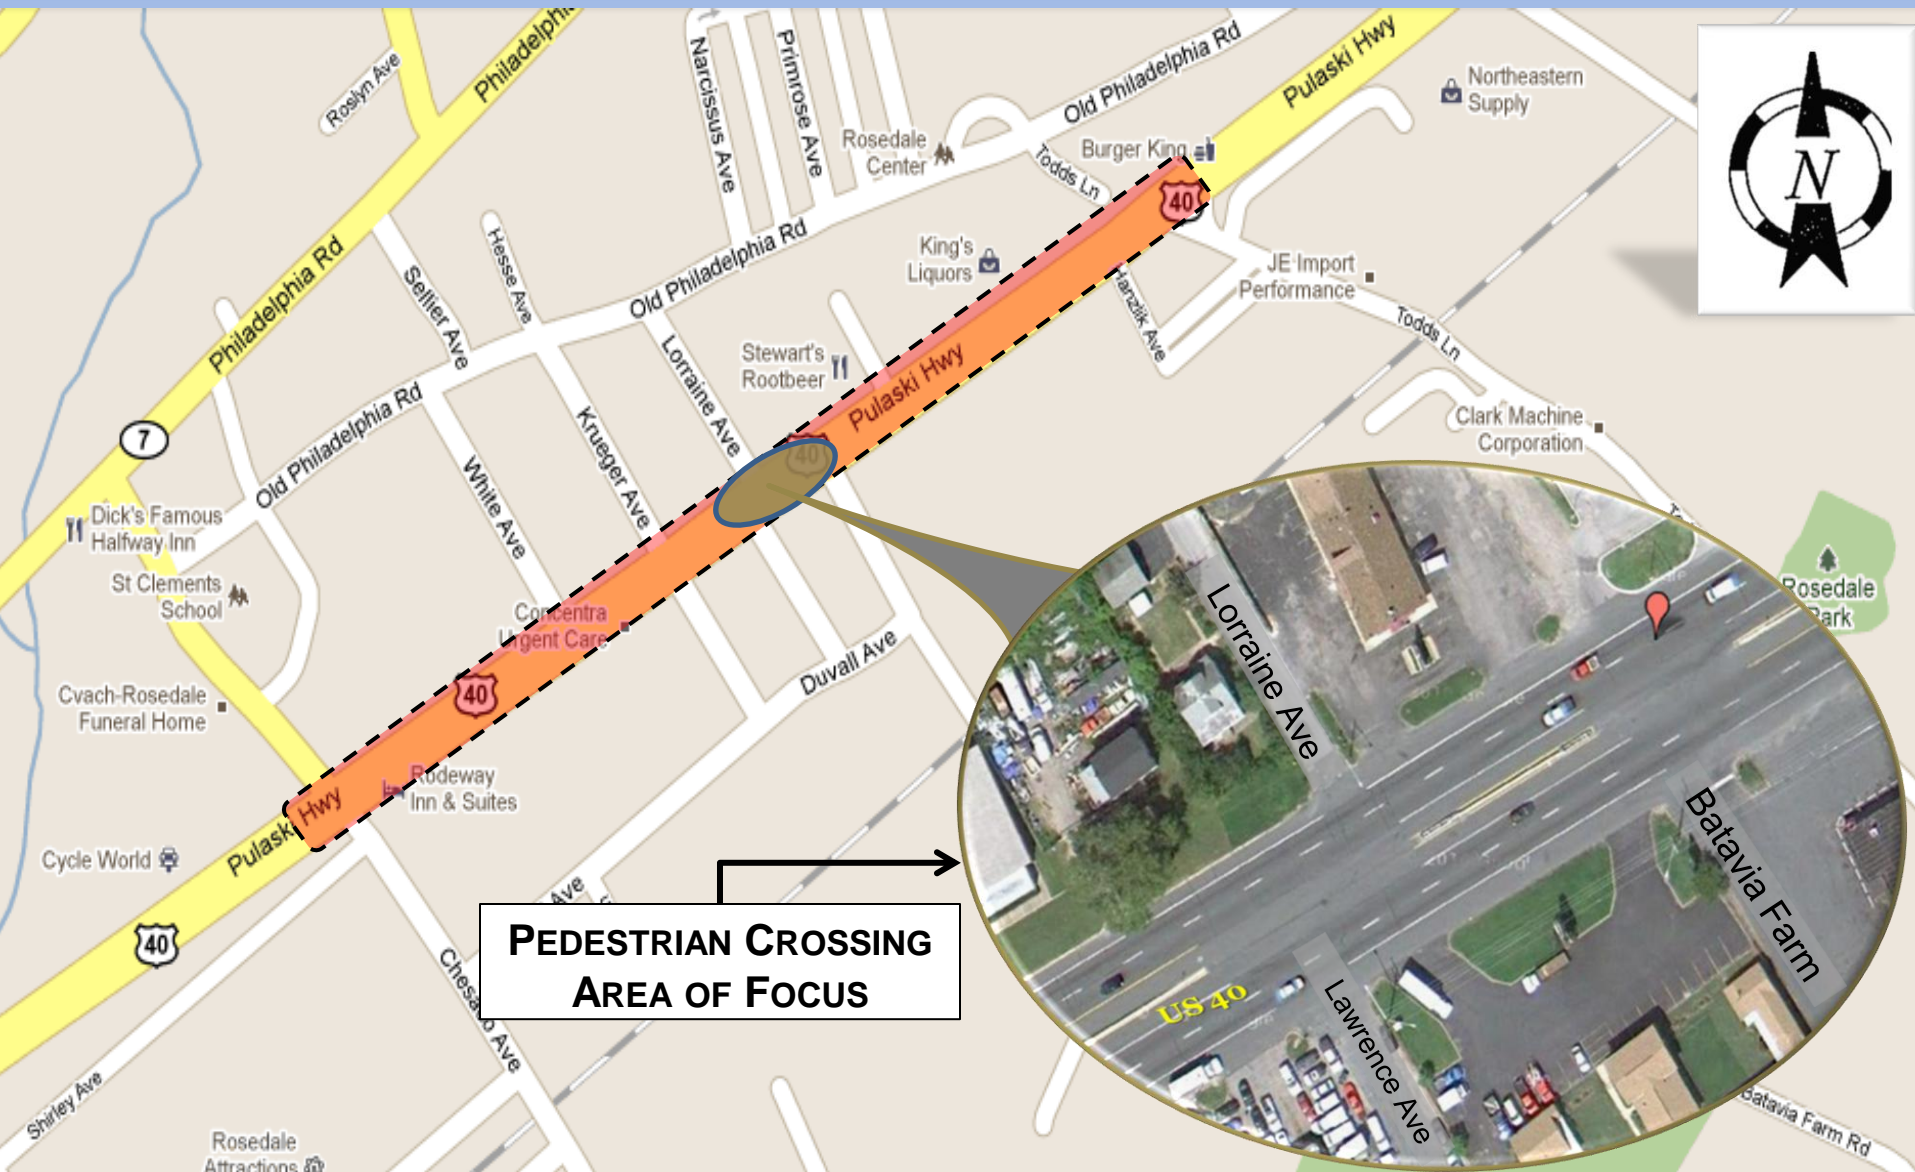 Philadelphia
Roslyn Ave
Narcissus Ave
Primrose Ave
Old Philadelphia Rd
Pulaski Hwy
Northeastern
Supply
N
Rosedale
Center
Burger King
Todds Ln
40
King's
Liquors
JE Import
Performance
Hanzlik Ave
Todds Ln
Philadelphia Rd
Sellier Ave
Hesse Ave
Old Philadelphia Rd
Lorraine Ave
Stewart's
Rootbeer
Pulaski Hwy
40
Clark Machine
Corporation
7
Old Philadelphia Rd
White Ave
Krueger Ave
Dick's Famous
Halfway Inn
St Clements
School
Concentra
Urgent Care
Rosedale
Park
Duvall Ave
Cvach-Rosedale
Funeral Home
40
Rodeway
Inn & Suites
Hwy
Pulask
Cycle World
40
Ave
PEDESTRIAN CROSSING
AREA OF FOCUS
Lorraine Ave
Batavia Farm
US 40
Lawrence Ave
Ave
Shirley Ave
Rosedale
Attractions
Batavia Farm Rd